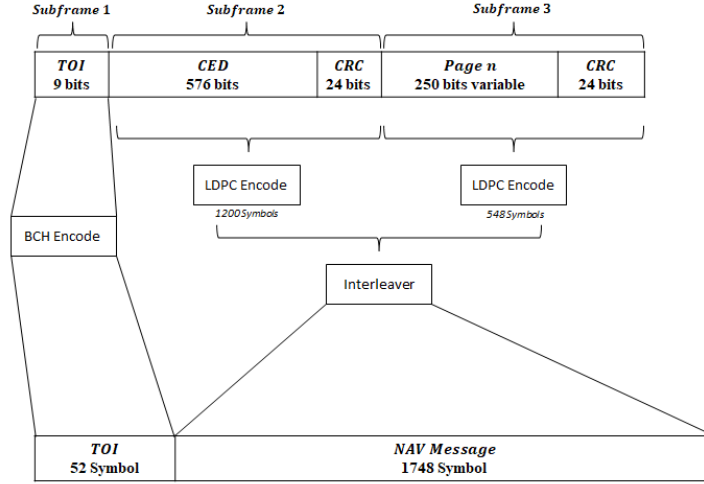 Subframe 1 Subframe 2 Subframe 3
TOI CED CRC Page n CRC
9 bits 576 bits 24 bits 250 bits variable 24 bits
LDPC Encode LDPC Encode
1200 Symbols 548 Symbols
BCH Encode
Interleaver
TOI NAV Message
52 Symbol 1748 Symbol